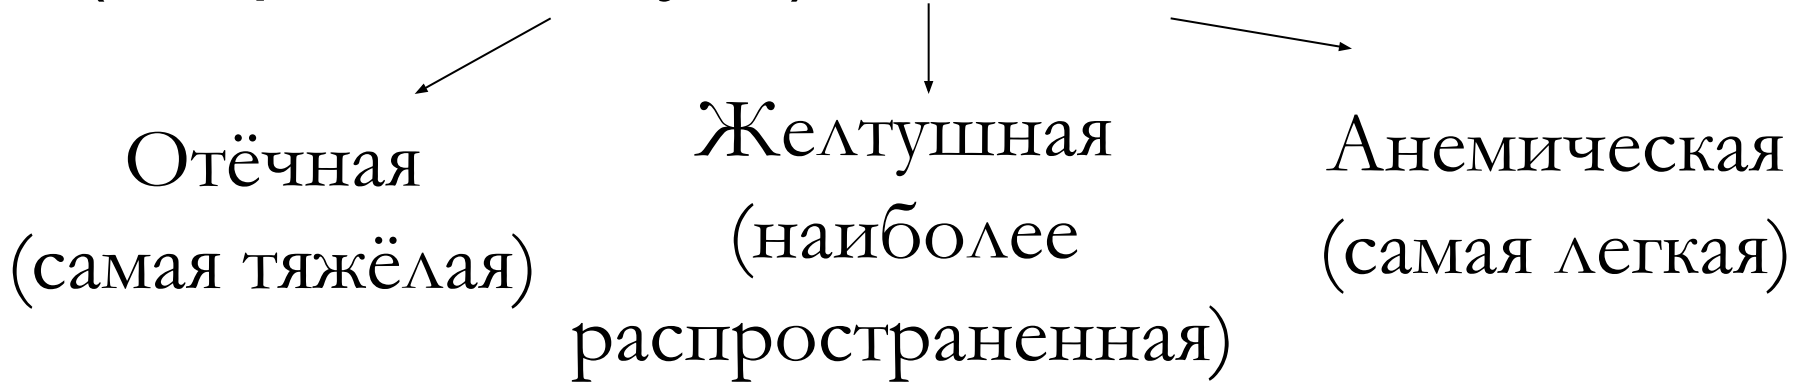 Отёчная
(самая тяжёлая)
Желтушная
(наиболее
распространенная)
Анемическая
(самая легкая)